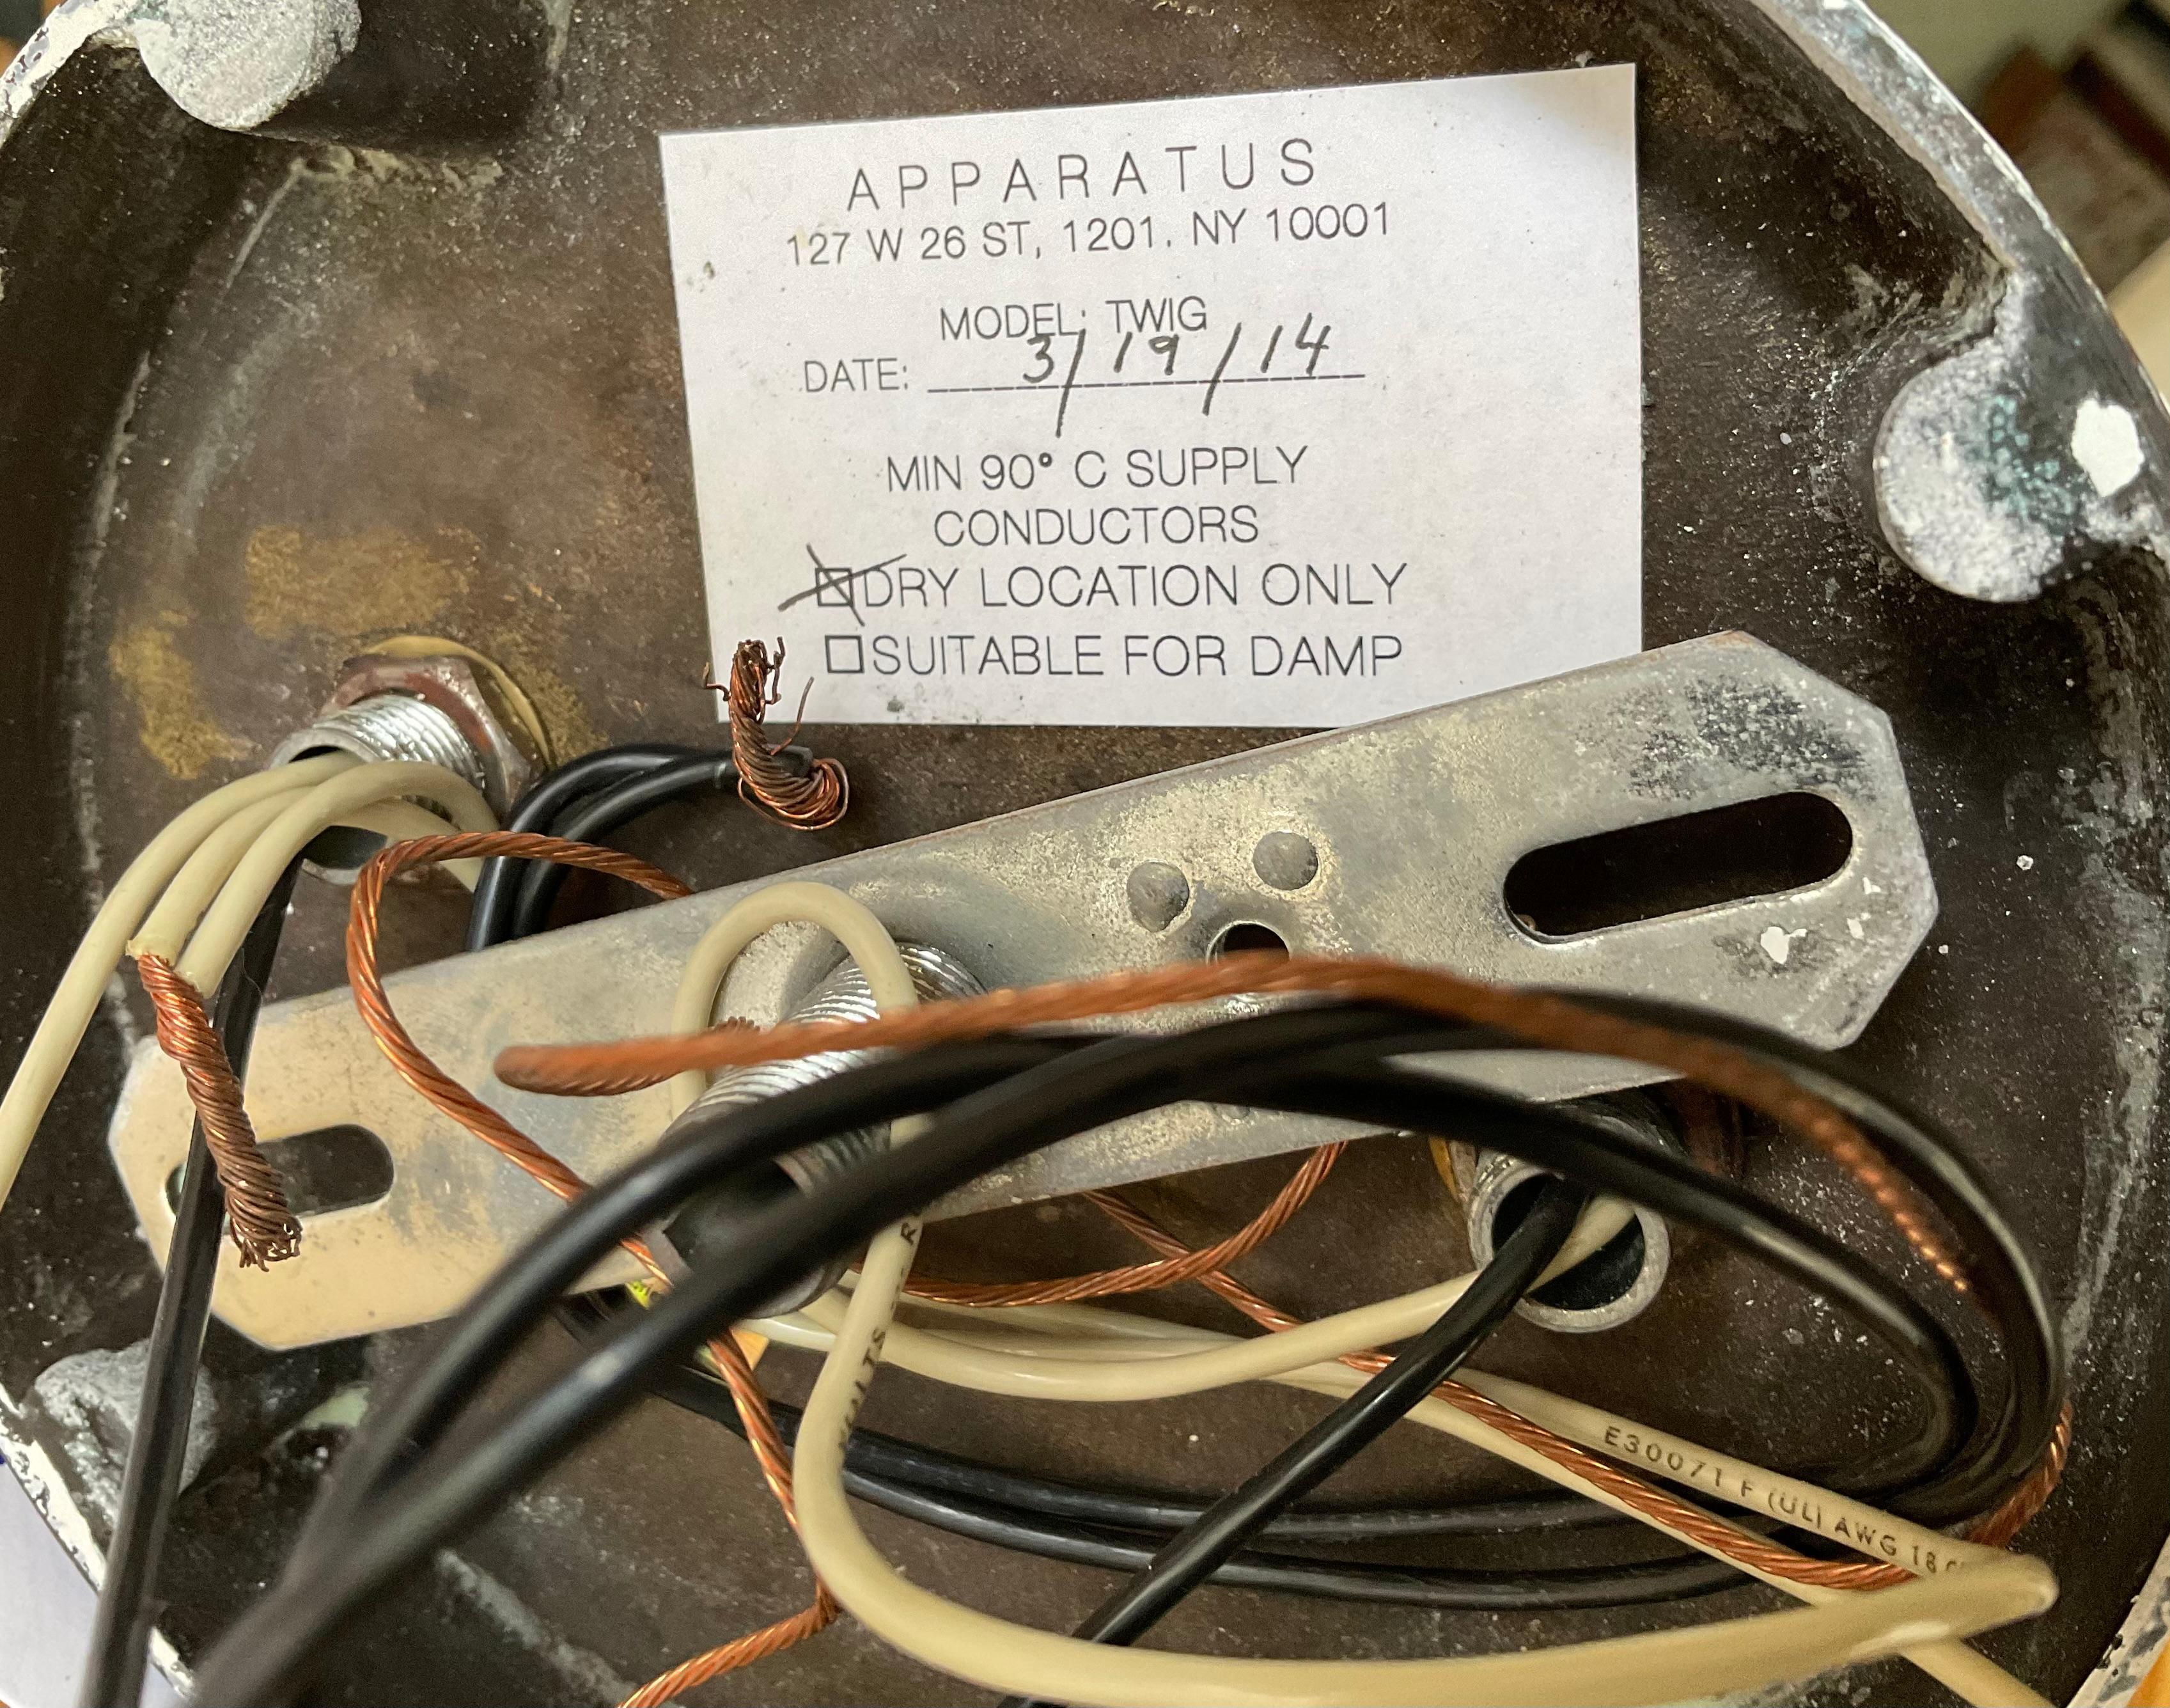 APPARATUS
127 W 26 ST, 1201. NY 10001
MODEL: TWIG
DATE: 3/19/14
MIN 90° C SUPPLY
CONDUCTORS
DRY LOCATION ONLY
SUITABLE FOR DAMP
E30071 F (UL) AWG 18